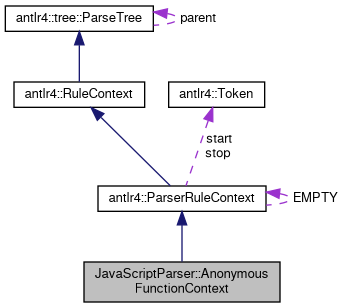 antlr4::tree::ParseTree
parent
antlr4::RuleContext
antlr4::Token
start
stop
antlr4::ParserRuleContext
EMPTY
JavaScriptParser::Anonymous
FunctionContext